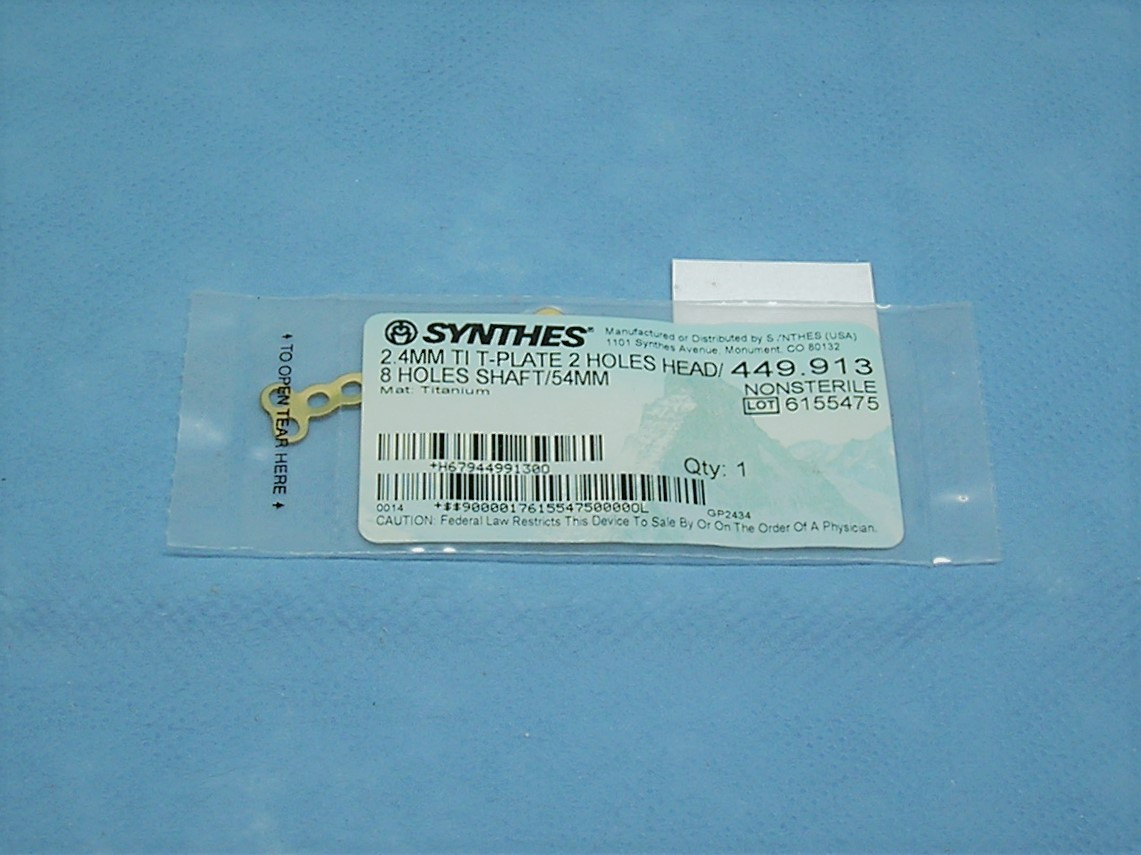 SYNTHES®
Manufactured or Distributed by SYNTHES (USA)
1101 Synthes Avenue, Monument, CO 80132
2.4MM TI T-PLATE 2 HOLES HEAD/
8 HOLES SHAFT/54MM
449.913
Mat: Titanium
NONSTERILE
LOT 6155475
+H6794499130O
Qty: 1
0014
GP2434
CAUTION: Federal Law Restricts This Device To Sale By Or On The Order Of A Physician.
TO OPEN TEAR HERE